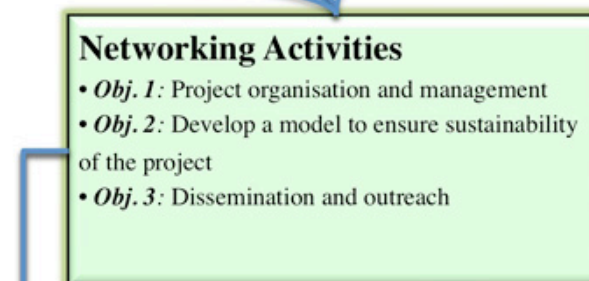 Networking Activities
• Obj. 1: Project organisation and management
• Obj. 2: Develop a model to ensure sustainability
of the project
• Obj. 3: Dissemination and outreach